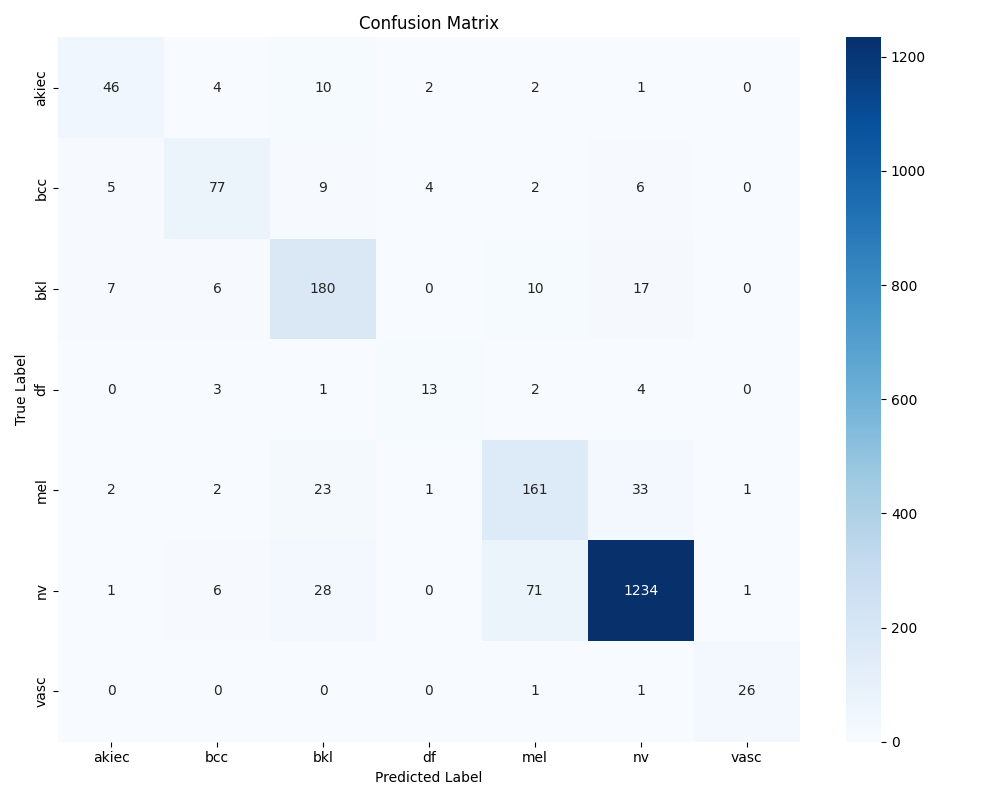 Confusion Matrix
True Label
akiec 46 4 10 2 2 1 0
bcc 5 77 9 4 2 6 0
bkl 7 6 180 0 10 17 0
df 0 3 1 13 2 4 0
mel 2 2 23 1 161 33 1
nv 1 6 28 0 71 1234 1
vasc 0 0 0 0 1 1 26
akiec bcc bkl df mel nv vasc
Predicted Label
1200
1000
800
600
400
200
0